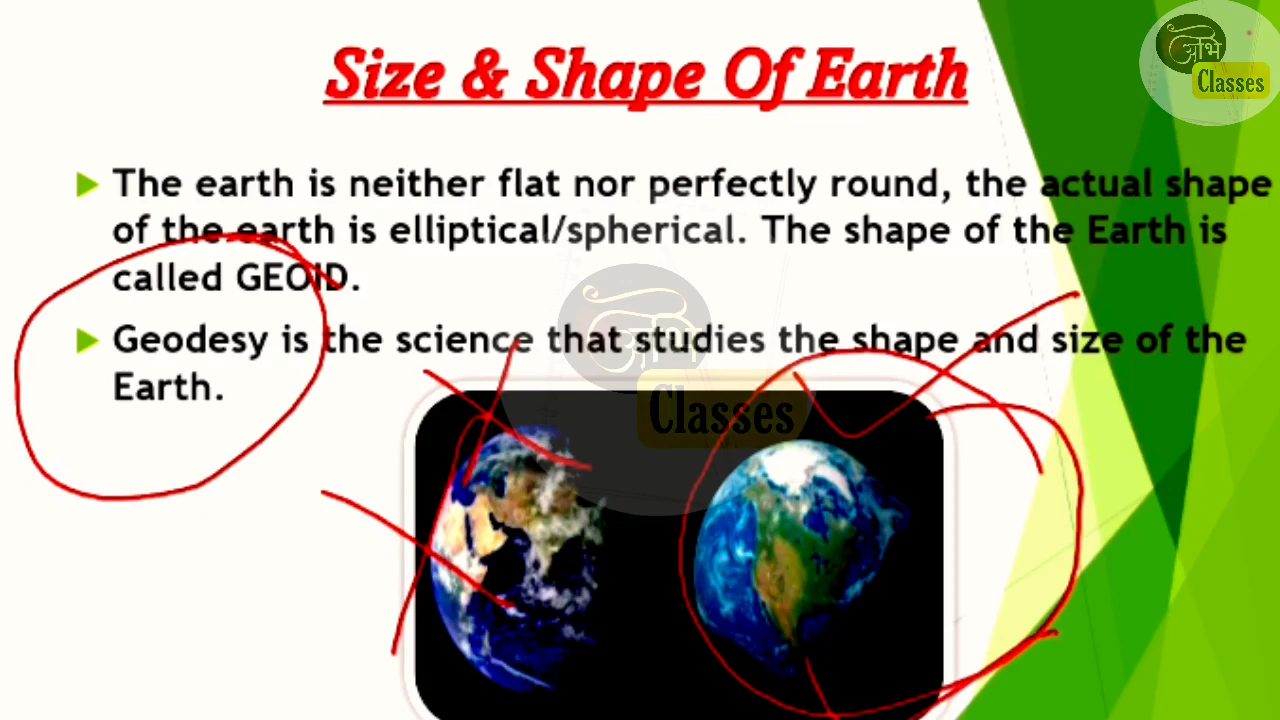 Size & Shape Of Earth
अभि
Classes
The earth is neither flat nor perfectly round, the actual shape
of the earth is elliptical/spherical. The shape of the Earth is
called GEOID.
Geodesy is the science that studies the shape and size of the
Earth.
अभि
Classes